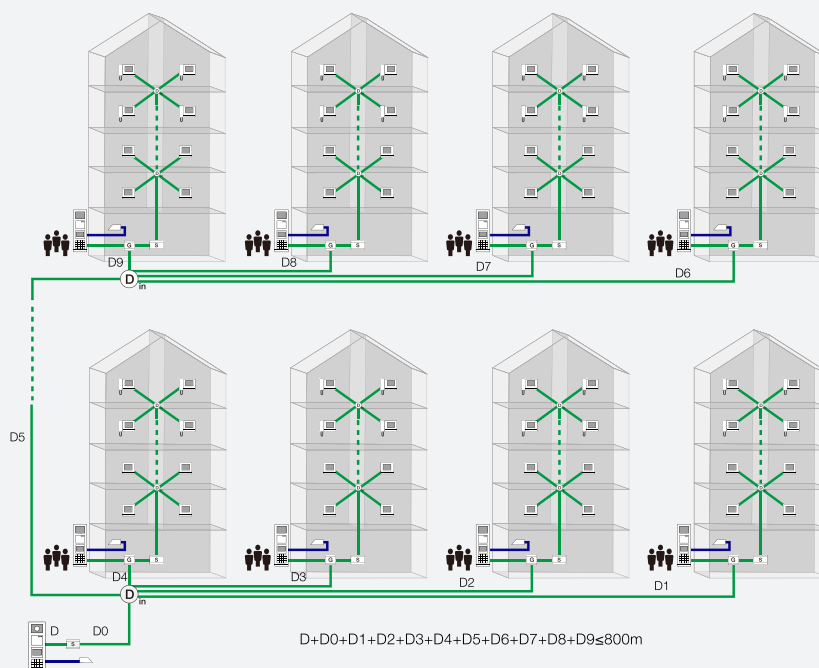 D
D
G S
G S
G S
G S
D9
D8
D7
D6
D
in
D5
D
D
G S
G S
G S
G S
D4
D3
D2
D1
D
in
D
D0
S
D+D0+D1+D2+D3+D4+D5+D6+D7+D8+D9≤800m